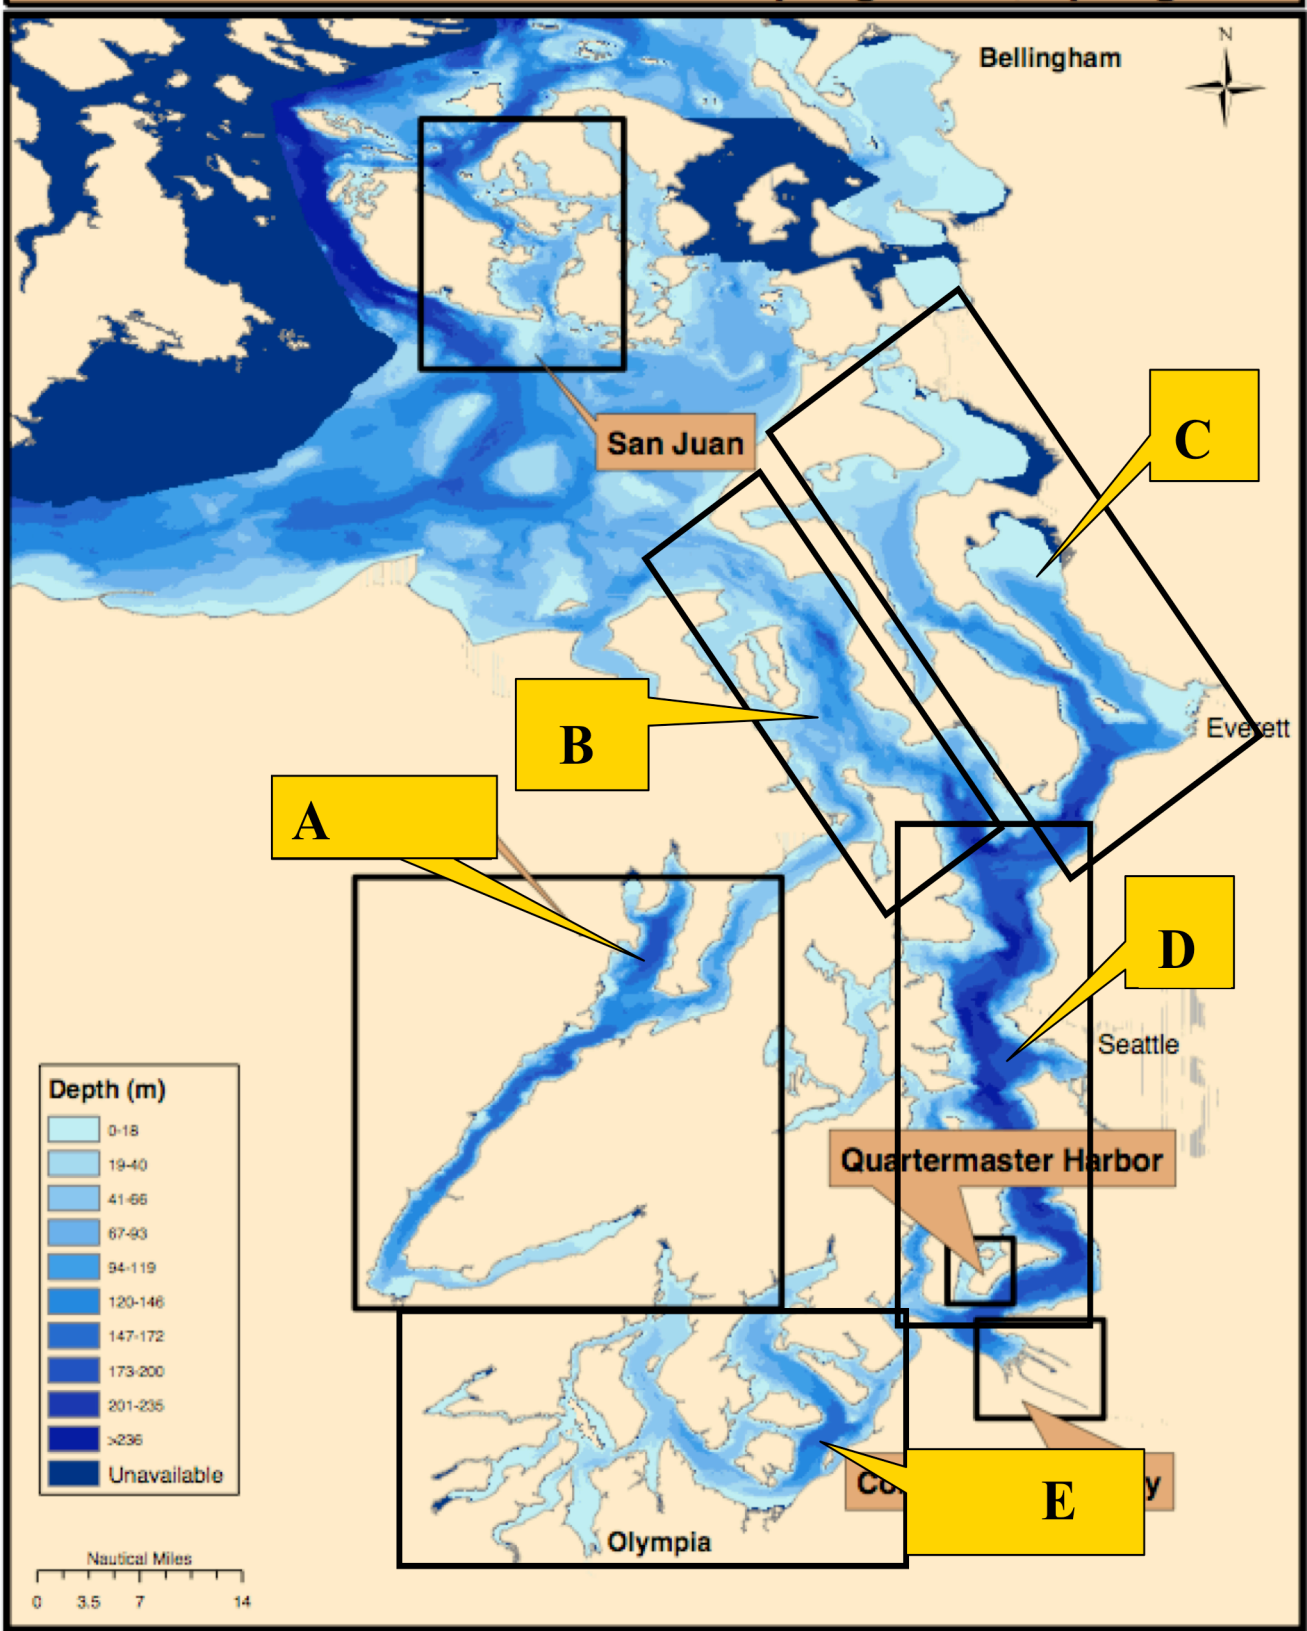 Bellingham
N
San Juan
C
B
Everett
A
D
Seattle
Quartermaster Harbor
Depth (m)
0-18
19-40
41-66
67-93
94-119
120-146
147-172
173-200
201-235
>236
Unavailable
Co
E
y
Olympia
Nautical Miles
0 3.5 7 14